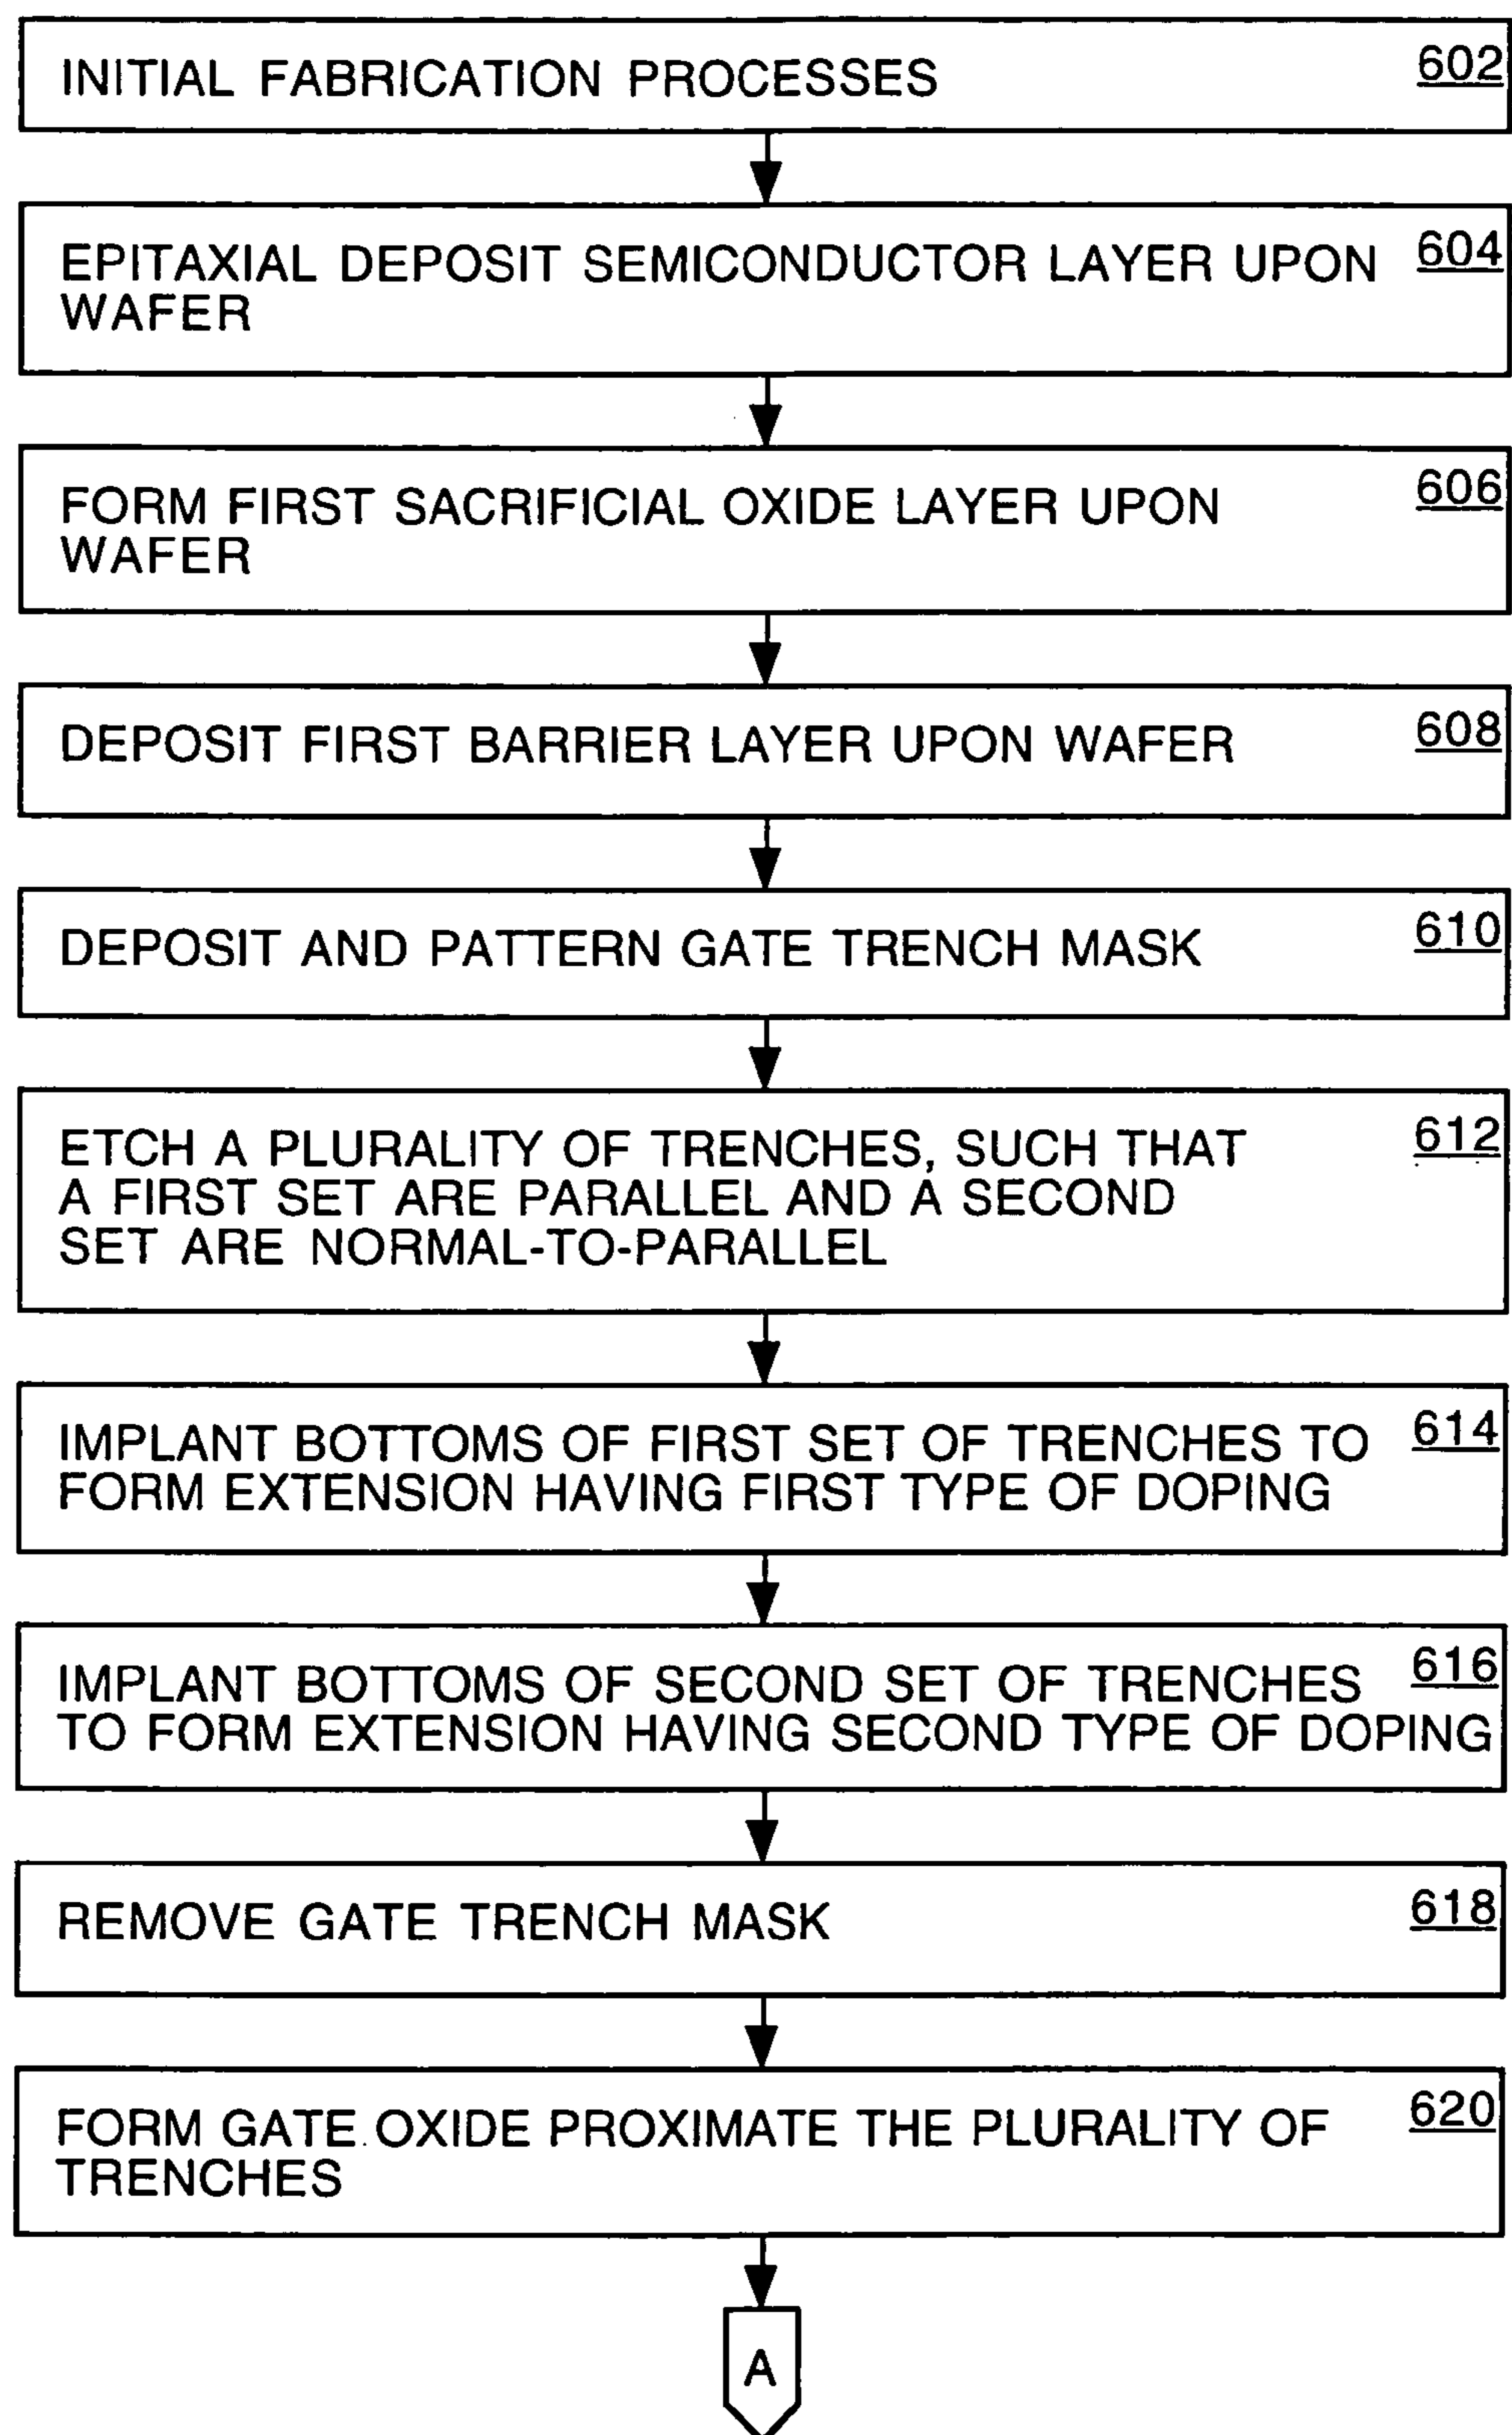 INITIAL FABRICATION PROCESSES 602
EPITAXIAL DEPOSIT SEMICONDUCTOR LAYER UPON 604
WAFER
FORM FIRST SACRIFICIAL OXIDE LAYER UPON 606
WAFER
DEPOSIT FIRST BARRIER LAYER UPON WAFER 608
DEPOSIT AND PATTERN GATE TRENCH MASK 610
ETCH A PLURALITY OF TRENCHES, SUCH THAT 612
A FIRST SET ARE PARALLEL AND A SECOND
SET ARE NORMAL-TO-PARALLEL
IMPLANT BOTTOMS OF FIRST SET OF TRENCHES TO 614
FORM EXTENSION HAVING FIRST TYPE OF DOPING
IMPLANT BOTTOMS OF SECOND SET OF TRENCHES 616
TO FORM EXTENSION HAVING SECOND TYPE OF DOPING
REMOVE GATE TRENCH MASK 618
FORM GATE OXIDE PROXIMATE THE PLURALITY OF 620
TRENCHES
A